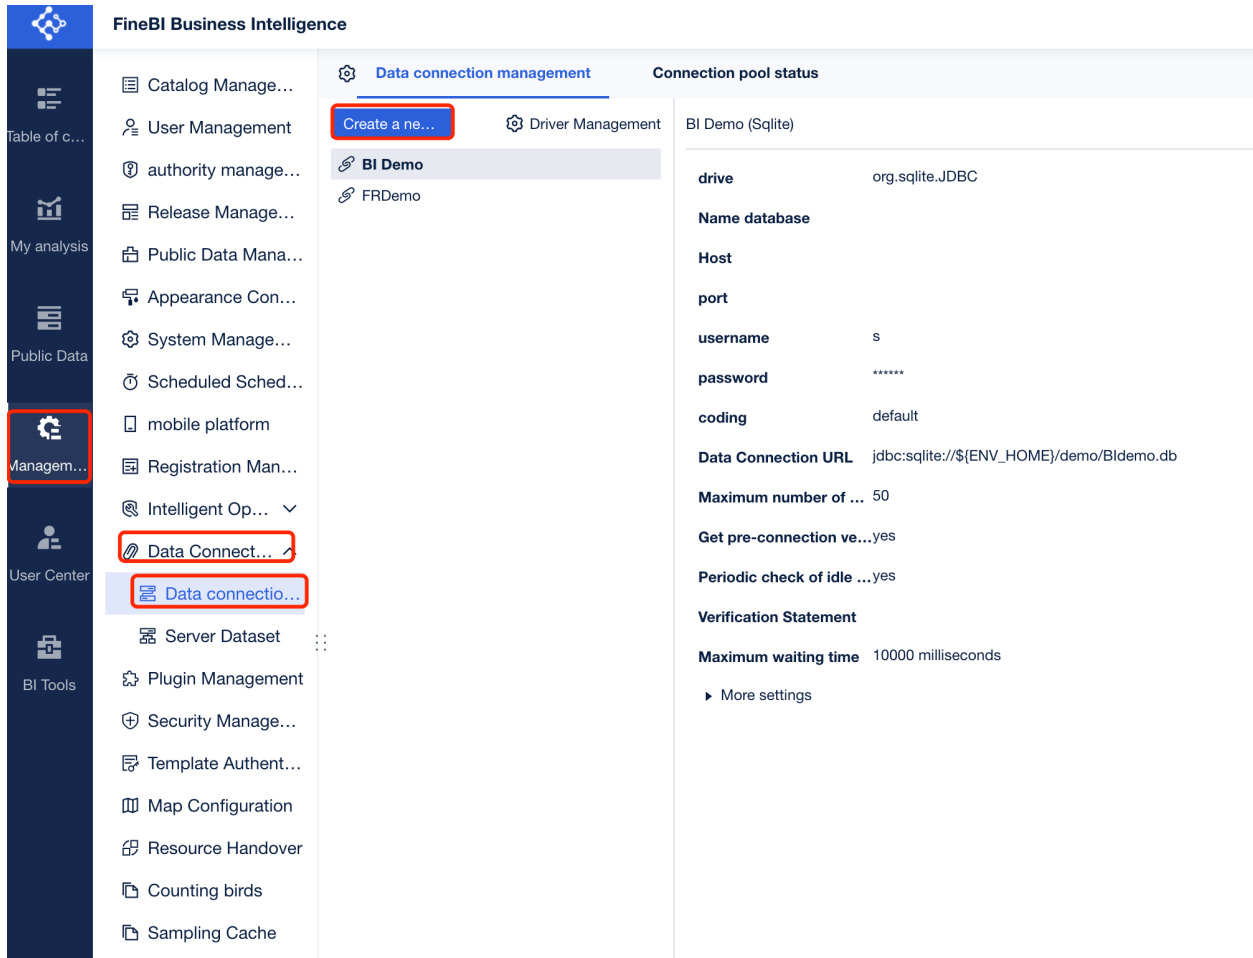 FineBI Business Intelligence
Table of c...
My analysis
Public Data
Managem...
User Center
BI Tools
Catalog Manage...
User Management
authority manage...
Release Manage...
Public Data Mana...
Appearance Con...
System Manage...
Scheduled Sched...
mobile platform
Registration Man...
Intelligent Op...
Data Connect...
Data connectio...
Server Dataset
Plugin Management
Security Manage...
Template Authent...
Map Configuration
Resource Handover
Counting birds
Sampling Cache
Data connection management
Connection pool status
Create a ne...
Driver Management
BI Demo
FRDemo
BI Demo (Sqlite)
drive org.sqlite.JDBC
Name database
Host
port
username s
password ******
coding default
Data Connection URL jdbc:sqlite://${ENV_HOME}/demo/BIdemo.db
Maximum number of ... 50
Get pre-connection ve...yes
Periodic check of idle ...yes
Verification Statement
Maximum waiting time 10000 milliseconds
More settings